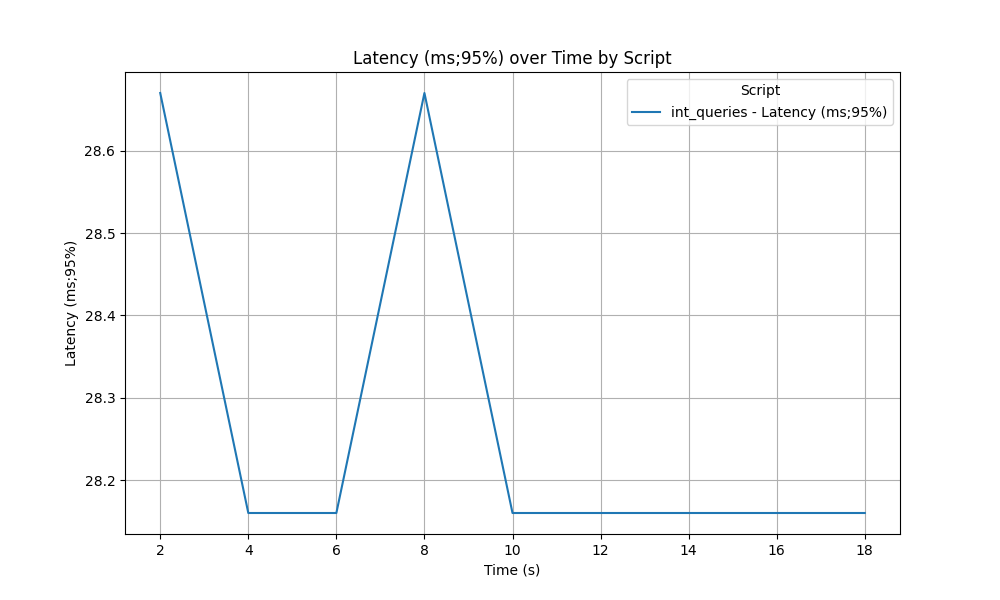 Latency (ms;95%) over Time by Script
Script
int_queries - Latency (ms;95%)
Latency (ms;95%)
28.6
28.5
28.4
28.3
28.2
2 4 6 8 10 12 14 16 18
Time (s)